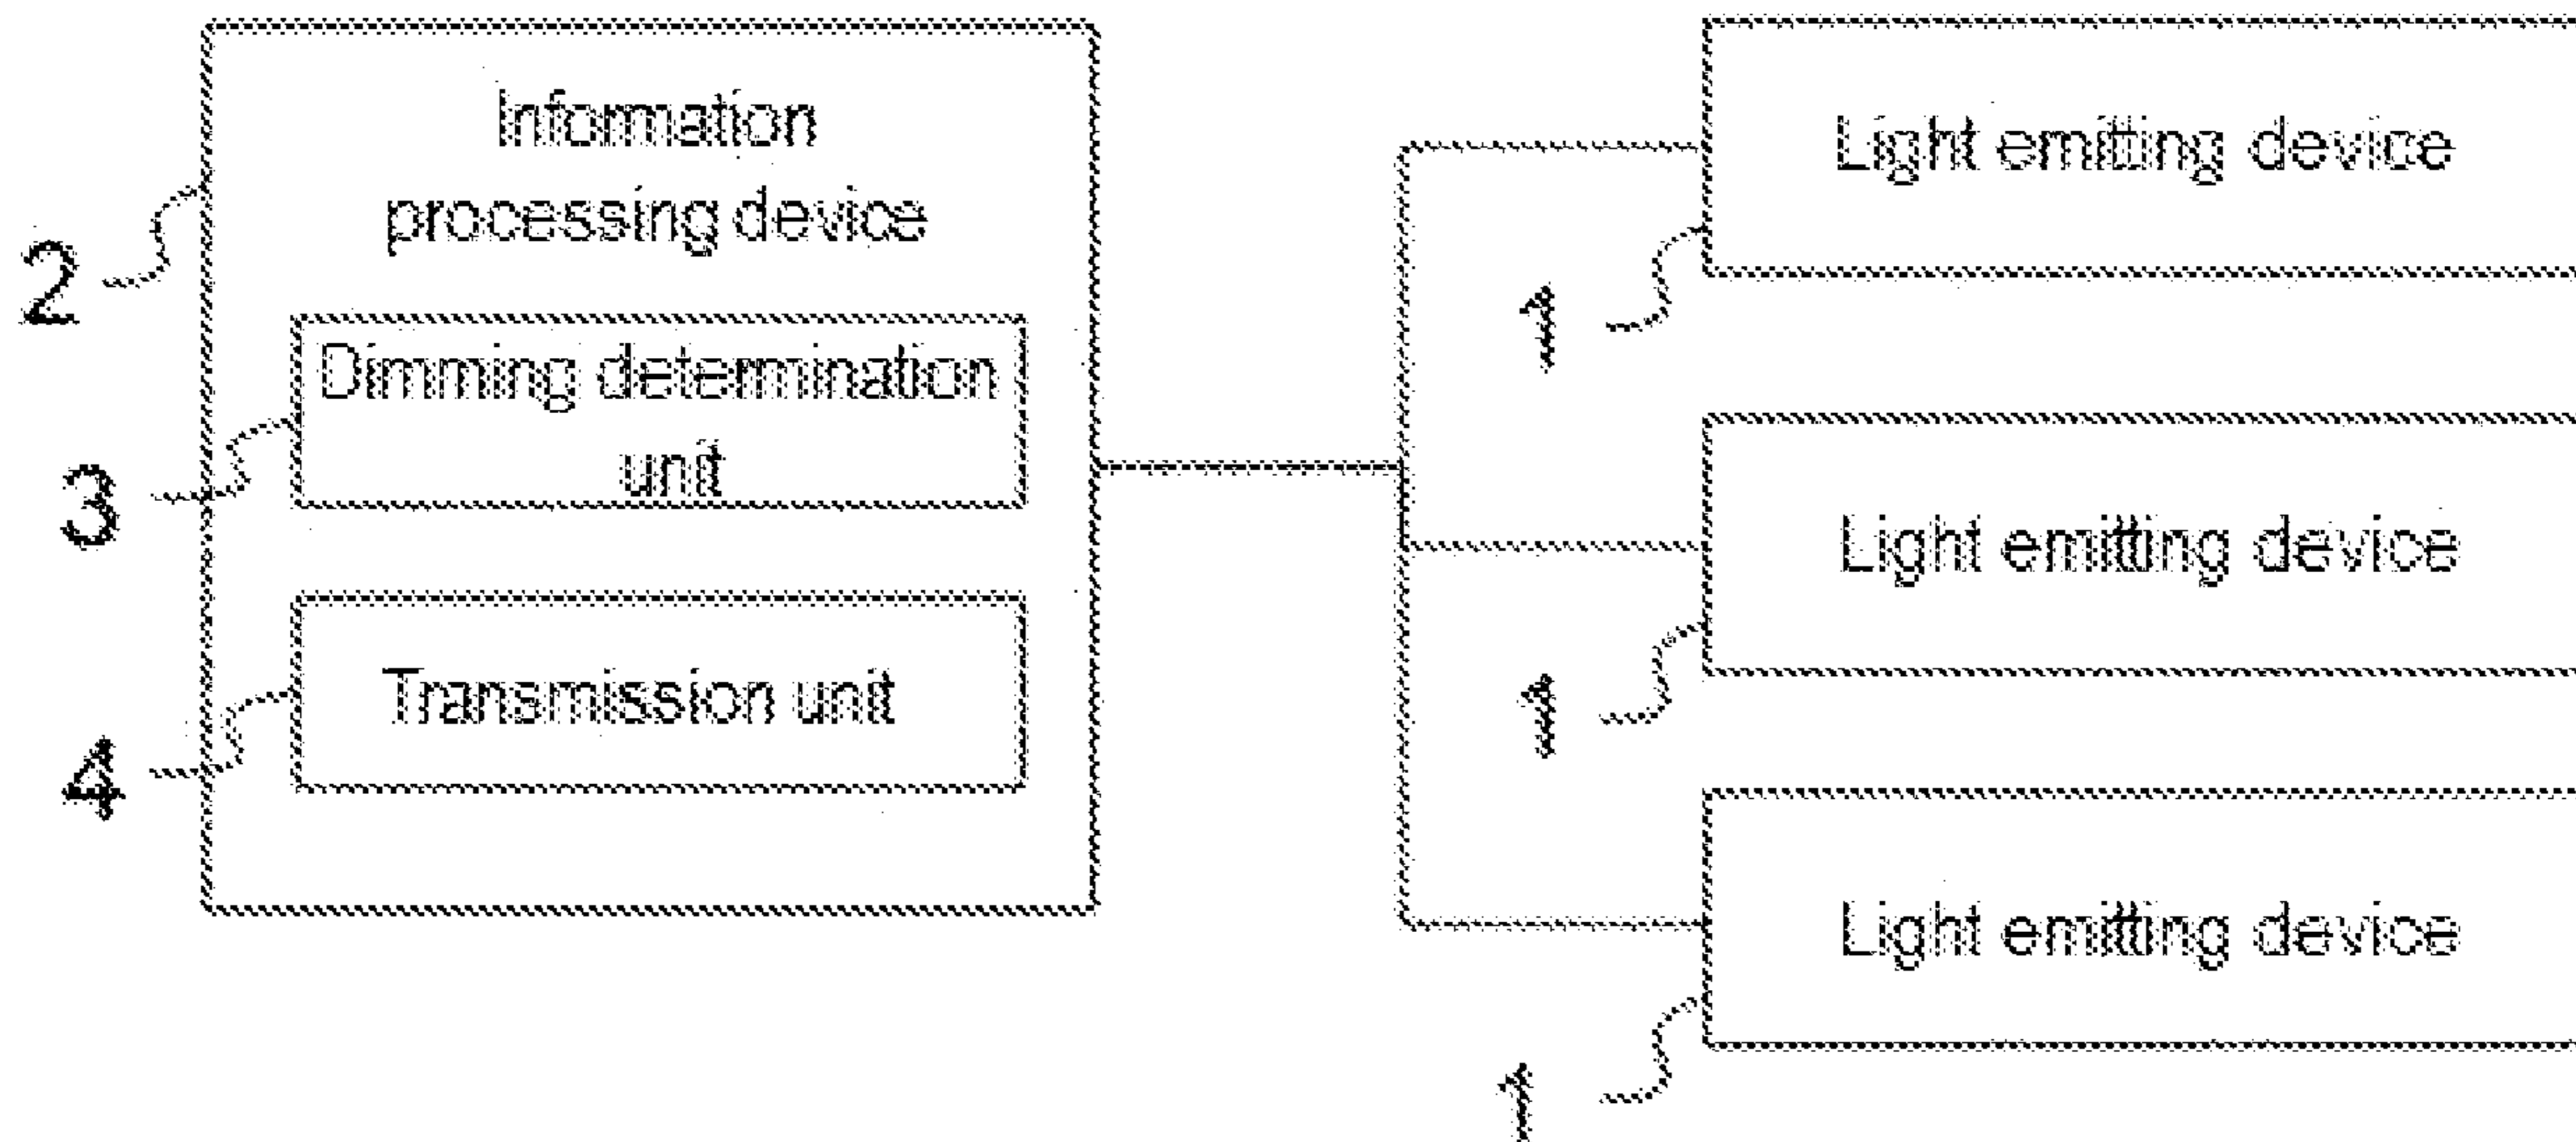 Information
processing device
2
Dimming determination
unit
3
Transmission unit
4
Light emitting device
1
Light emitting device
1
Light emitting device
1